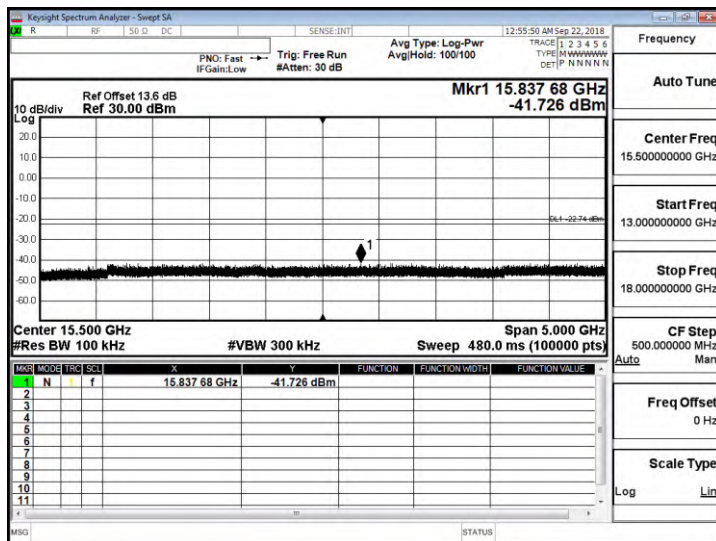 Keysight Spectrum Analyzer - Swept SA
LXI R RF 50 Ω DC SENSE:INT 12:55:50 AM Sep 22, 2018
PNO: Fast
IFGain:Low
Trig: Free Run
#Atten: 30 dB
Avg Type: Log-Pwr
Avg|Hold: 100/100
TRACE 1 2 3 4 5 6
TYPE M W W W W W
DET P N N N N N
Ref Offset 13.6 dB
Ref 30.00 dBm
10 dB/div
Log
Mkr1 15.837 68 GHz
-41.726 dBm
20.0
10.0
0.00
-10.0
-20.0
-30.0
-40.0
-50.0
-60.0
DL1 -22.74 dBm
1
Center 15.500 GHz Span 5.000 GHz
#Res BW 100 kHz #VBW 300 kHz Sweep 480.0 ms (100000 pts)
MKR MODE TRC SCL X Y FUNCTION FUNCTION WIDTH FUNCTION VALUE
1 N 1 f 15.837 68 GHz -41.726 dBm
2
3
4
5
6
7
8
9
10
11
MSG STATUS
Frequency
Auto Tune
Center Freq
15.500000000 GHz
Start Freq
13.000000000 GHz
Stop Freq
18.000000000 GHz
CF Step
500.000000 MHz
Auto Man
Freq Offset
0 Hz
Scale Type
Log Lin